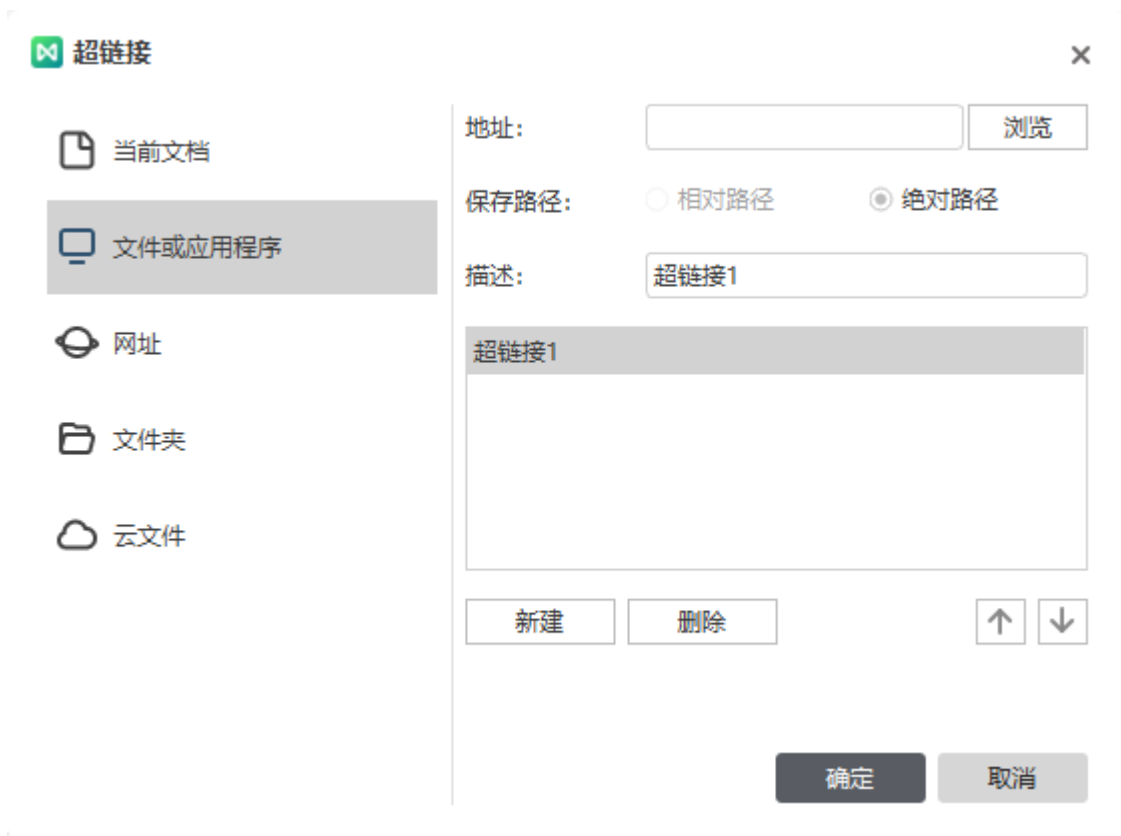 超链接
当前文档
文件或应用程序
网址
文件夹
云文件
地址：
浏览
保存路径：
相对路径
绝对路径
描述：
超链接1
超链接1
新建
删除
确定
取消